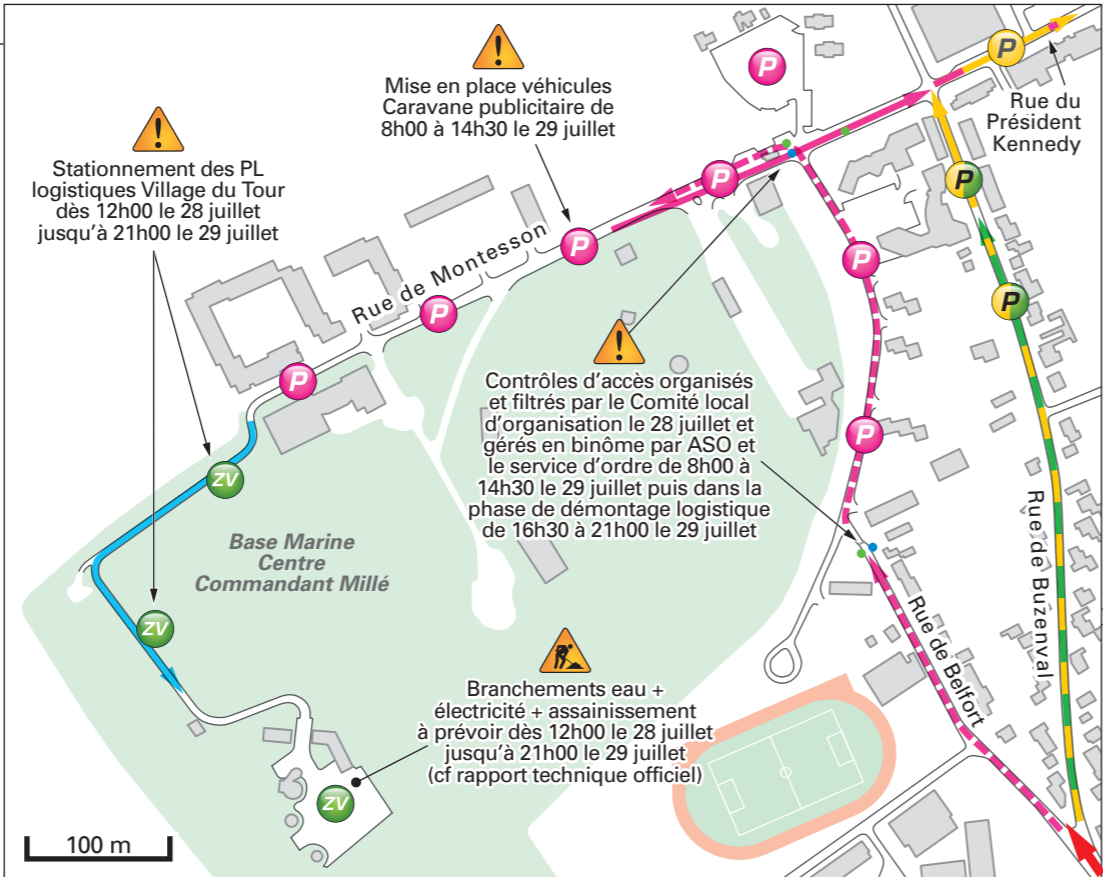 P
P
Mise en place véhicules
Caravane publicitaire de
8h00 à 14h30 le 29 juillet
Rue du
Président
Kennedy
Stationnement des PL
logistiques Village du Tour
dès 12h00 le 28 juillet
jusqu'à 21h00 le 29 juillet
P
P
Rue de Montesson
P
P
P
P
P
Contrôles d'accès organisés
et filtrés par le Comité local
d'organisation le 28 juillet et
gérés en binôme par ASO et
le service d'ordre de 8h00 à
14h30 le 29 juillet puis dans la
phase de démontage logistique
de 16h30 à 21h00 le 29 juillet
P
ZV
Base Marine
Centre
Commandant Millé
Rue de Buzenval
Rue de Belfort
ZV
Branchements eau +
électricité + assainissement
à prévoir dès 12h00 le 28 juillet
jusqu'à 21h00 le 29 juillet
(cf rapport technique officiel)
ZV
100 m